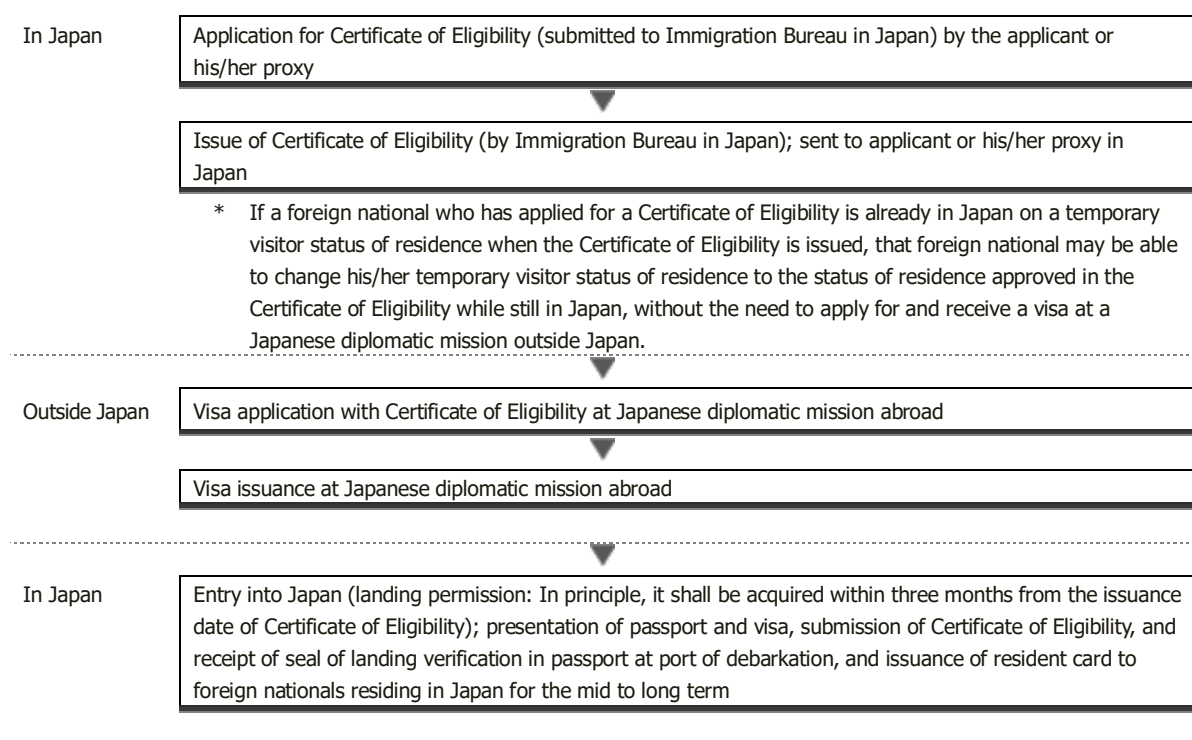 In Japan
Application for Certificate of Eligibility (submitted to Immigration Bureau in Japan) by the applicant or
his/her proxy
Issue of Certificate of Eligibility (by Immigration Bureau in Japan); sent to applicant or his/her proxy in
Japan
* If a foreign national who has applied for a Certificate of Eligibility is already in Japan on a temporary
visitor status of residence when the Certificate of Eligibility is issued, that foreign national may be able
to change his/her temporary visitor status of residence to the status of residence approved in the
Certificate of Eligibility while still in Japan, without the need to apply for and receive a visa at a
Japanese diplomatic mission outside Japan.
Outside Japan
Visa application with Certificate of Eligibility at Japanese diplomatic mission abroad
Visa issuance at Japanese diplomatic mission abroad
In Japan
Entry into Japan (landing permission: In principle, it shall be acquired within three months from the issuance
date of Certificate of Eligibility); presentation of passport and visa, submission of Certificate of Eligibility, and
receipt of seal of landing verification in passport at port of debarkation, and issuance of resident card to
foreign nationals residing in Japan for the mid to long term